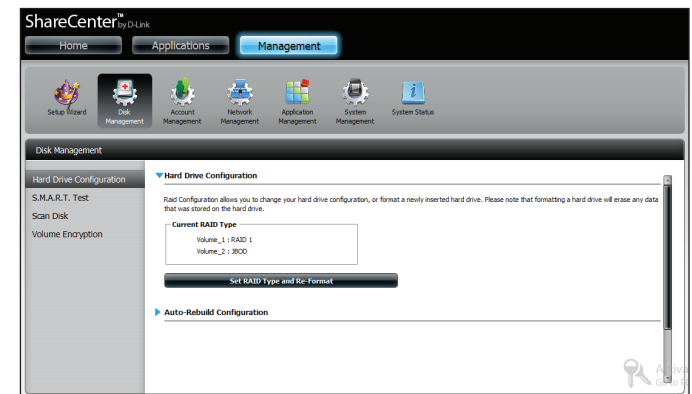 ShareCenter™ by D-Link
Home Applications Management
Setup Wizard Disk Management Account Management Network Management Application Management System Management System Status
Disk Management
Hard Drive Configuration
S.M.A.R.T. Test
Scan Disk
Volume Encryption
Hard Drive Configuration
Raid Configuration allows you to change your hard drive configuration, or format a newly inserted hard drive. Please note that formatting a hard drive will erase any data
that was stored on the hard drive.
Current RAID Type
Volume_1 : RAID 1
Volume_2 : JBOD
Set RAID Type and Re-Format
Auto-Rebuild Configuration